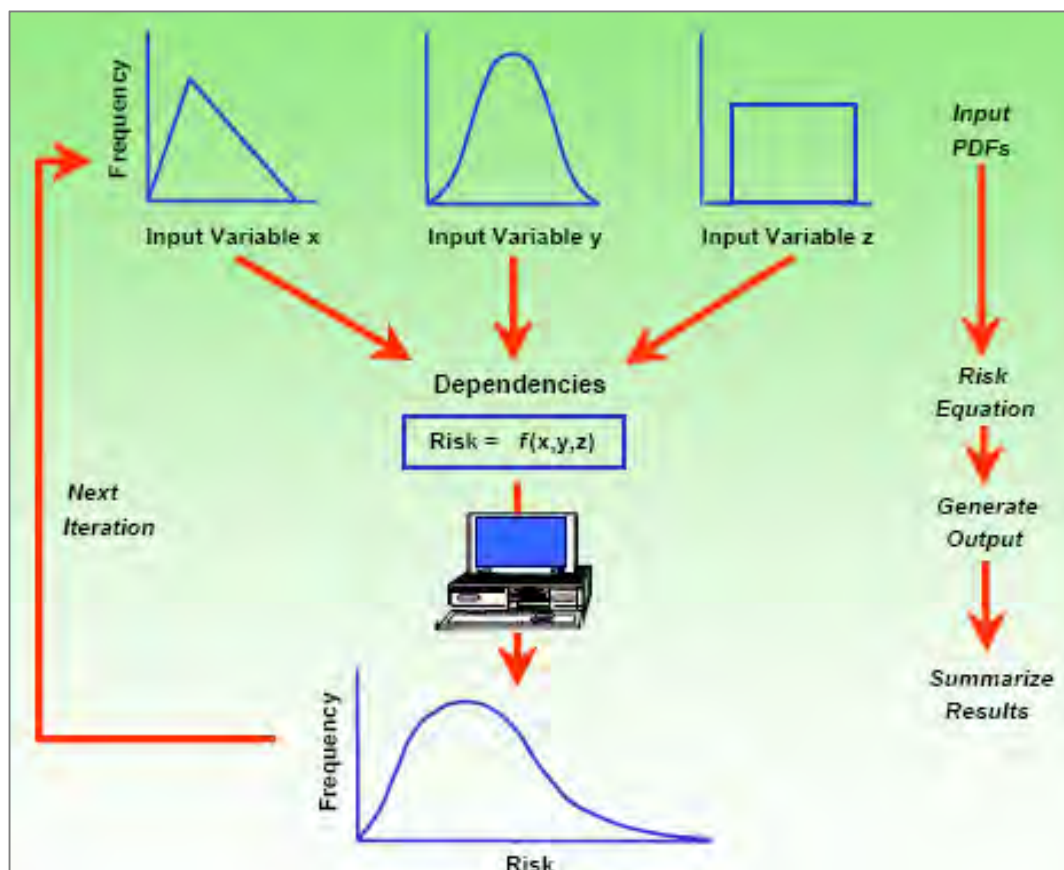 Frequency
Input Variable x
Input Variable y
Input Variable z
Input
PDFs
Dependencies
Risk = f(x,y,z)
Risk
Equation
Next
Iteration
Generate
Output
Summarize
Results
Frequency
Risk